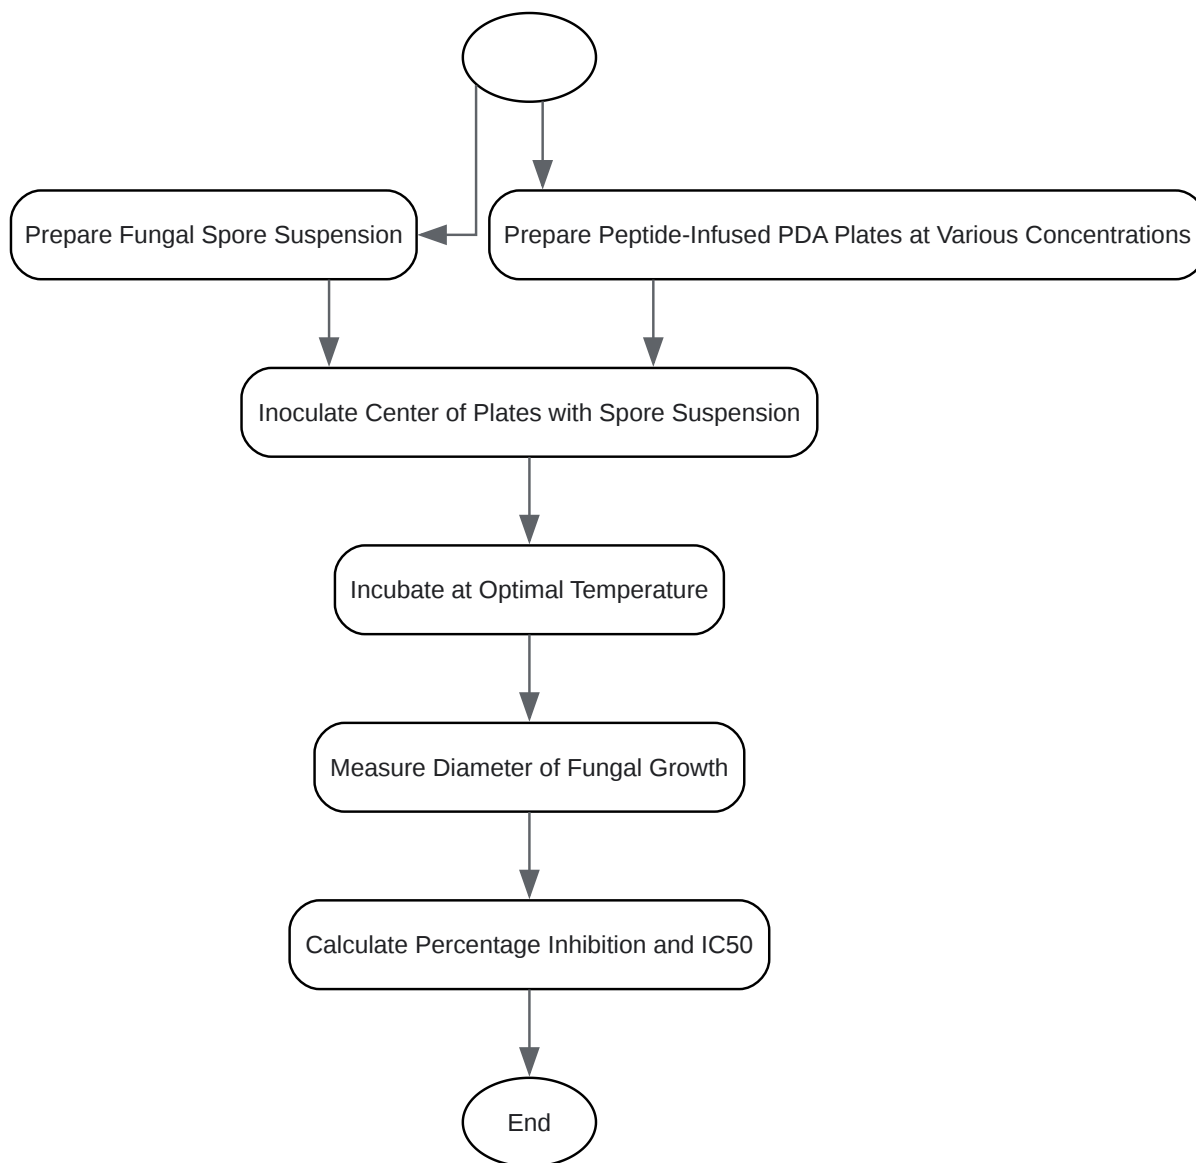 Prepare Fungal Spore Suspension
Prepare Peptide-Infused PDA Plates at Various Concentrations
Inoculate Center of Plates with Spore Suspension
Incubate at Optimal Temperature
Measure Diameter of Fungal Growth
Calculate Percentage Inhibition and IC50
End